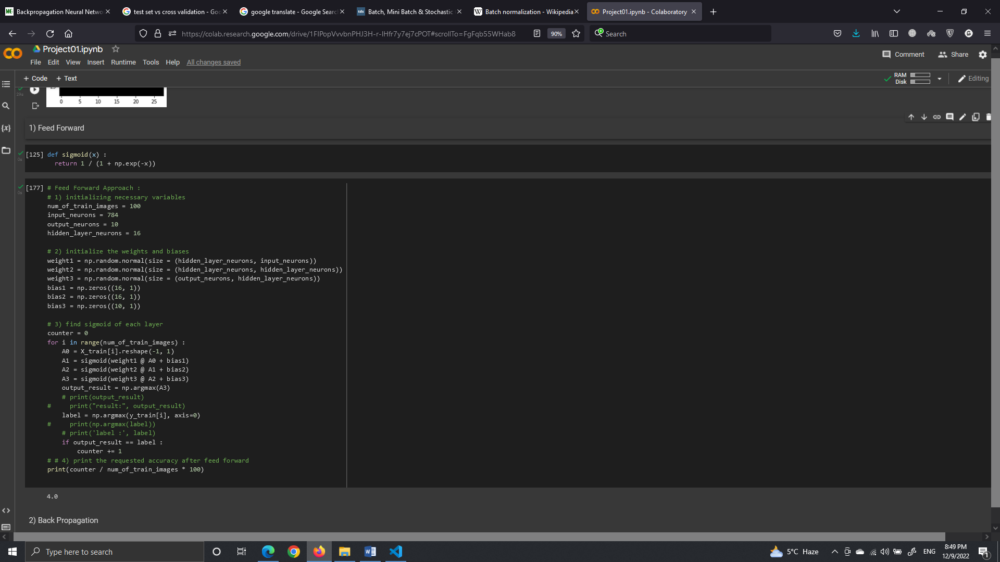 Backpropagation Neural Netwo
test set vs cross validation - Goo
google translate - Google Searc
tds Batch, Mini Batch & Stochastic
W Batch normalization - Wikipedia
Project01.ipynb - Colaboratory
https://colab.research.google.com/drive/1FIPopVvvbnPHJ3H-r-IHfr7y7ej7cPOT#scrollTo=FgFqb55WHab8
90%
Search
Project01.ipynb
Comment
Share
File Edit View Insert Runtime Tools Help All changes saved
+ Code + Text
RAM
Disk
Editing
29s
0 5 10 15 20 25
1) Feed Forward
0s
[125] def sigmoid(x) :
return 1 / (1 + np.exp(-x))
0s
[177] # Feed Forward Approach :
# 1) initializing necessary variables
num_of_train_images = 100
input_neurons = 784
output_neurons = 10
hidden_layer_neurons = 16
# 2) initialize the weights and biases
weight1 = np.random.normal(size = (hidden_layer_neurons, input_neurons))
weight2 = np.random.normal(size = (hidden_layer_neurons, hidden_layer_neurons))
weight3 = np.random.normal(size = (output_neurons, hidden_layer_neurons))
bias1 = np.zeros((16, 1))
bias2 = np.zeros((16, 1))
bias3 = np.zeros((10, 1))
# 3) find sigmoid of each layer
counter = 0
for i in range(num_of_train_images) :
A0 = X_train[i].reshape(-1, 1)
A1 = sigmoid(weight1 @ A0 + bias1)
A2 = sigmoid(weight2 @ A1 + bias2)
A3 = sigmoid(weight3 @ A2 + bias3)
output_result = np.argmax(A3)
# print(output_result)
# print("result:", output_result)
label = np.argmax(y_train[i], axis=0)
# print(np.argmax(label))
# print('label :', label)
if output_result == label :
counter += 1
# # 4) print the requested accuracy after feed forward
print(counter / num_of_train_images * 100)
4.0
2) Back Propagation
Type here to search
5°C Haze
ENG
8:49 PM
12/9/2022
1